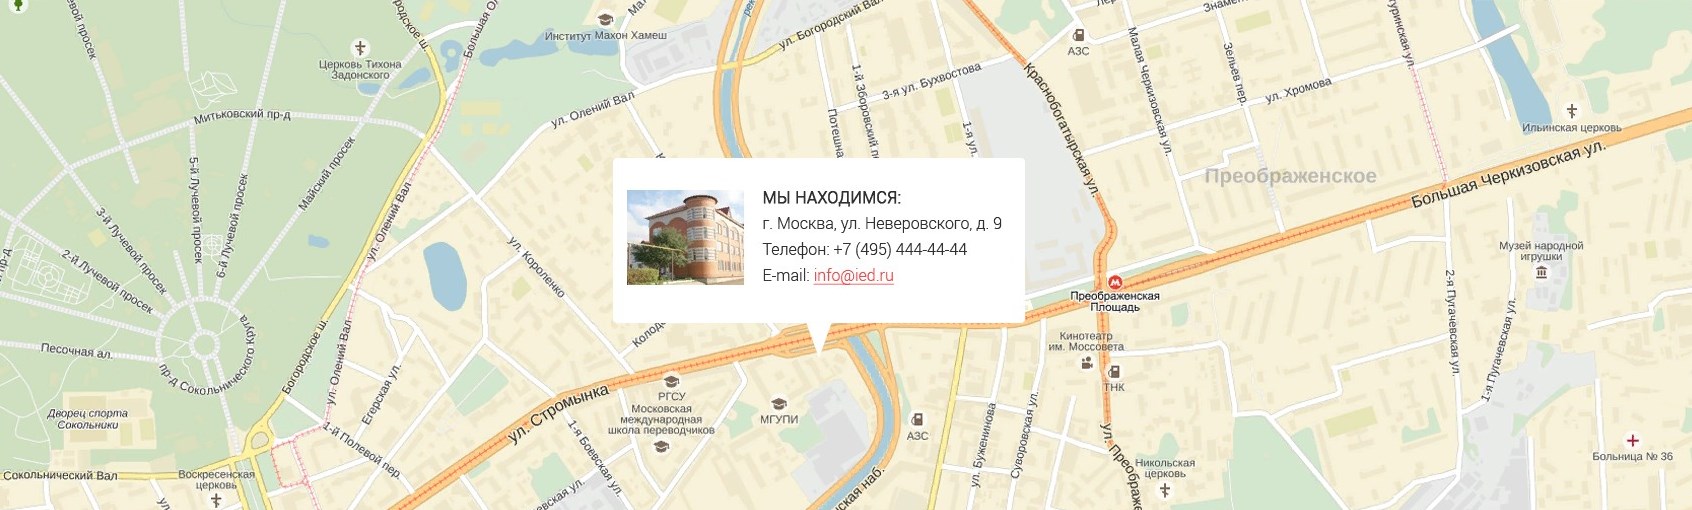 МЫ НАХОДИМСЯ:
г. Москва, ул. Неверовского, д. 9
Телефон: +7 (495) 444-44-44
E-mail: info@ied.ru
Институт Махон Хамеш
Церковь Тихона
Задонского
Митьковский пр-д
Майский просек
5-й Лучевой просек
6-й Лучевой просек
3-й Лучевой просек
2-й Лучевой просек
Песочная ал.
пр-д Сокольнического
Круга
Городское ш.
Богородское ш.
ул. Олений Вал
ул. Олений Вал
ул. Олений Вал
ул. Богородский Вал
3-я ул. Бухвостова
1-й Зборовский
Потешна
1-я ул.
АЗС
Краснобогатырская ул.
Малая Черкизовская ул.
Зельев пер.
ул. Хромова
Знаменская
Ильинская церковь
Преображенское
Большая Черкизовская ул.
Музей народной
игрушки
Преображенская
Площадь
Кинотеатр
им. Моссовета
ТНК
2-я Пугачевская ул.
1-я Пугачевская ул.
Больница № 36
Никольская
церковь
ул. Преображе
Суворовская ул.
ул. Буженинова
АЗС
ская наб.
МГУПИ
РГСУ
Московская
международная
школа переводчиков
ул. Стромынка
1-я Боевская ул.
ул. Короленко
Егерская ул.
1-й Полевой пер.
Дворец спорта
Сокольники
Сокольнический Вал
Воскресенская
церковь